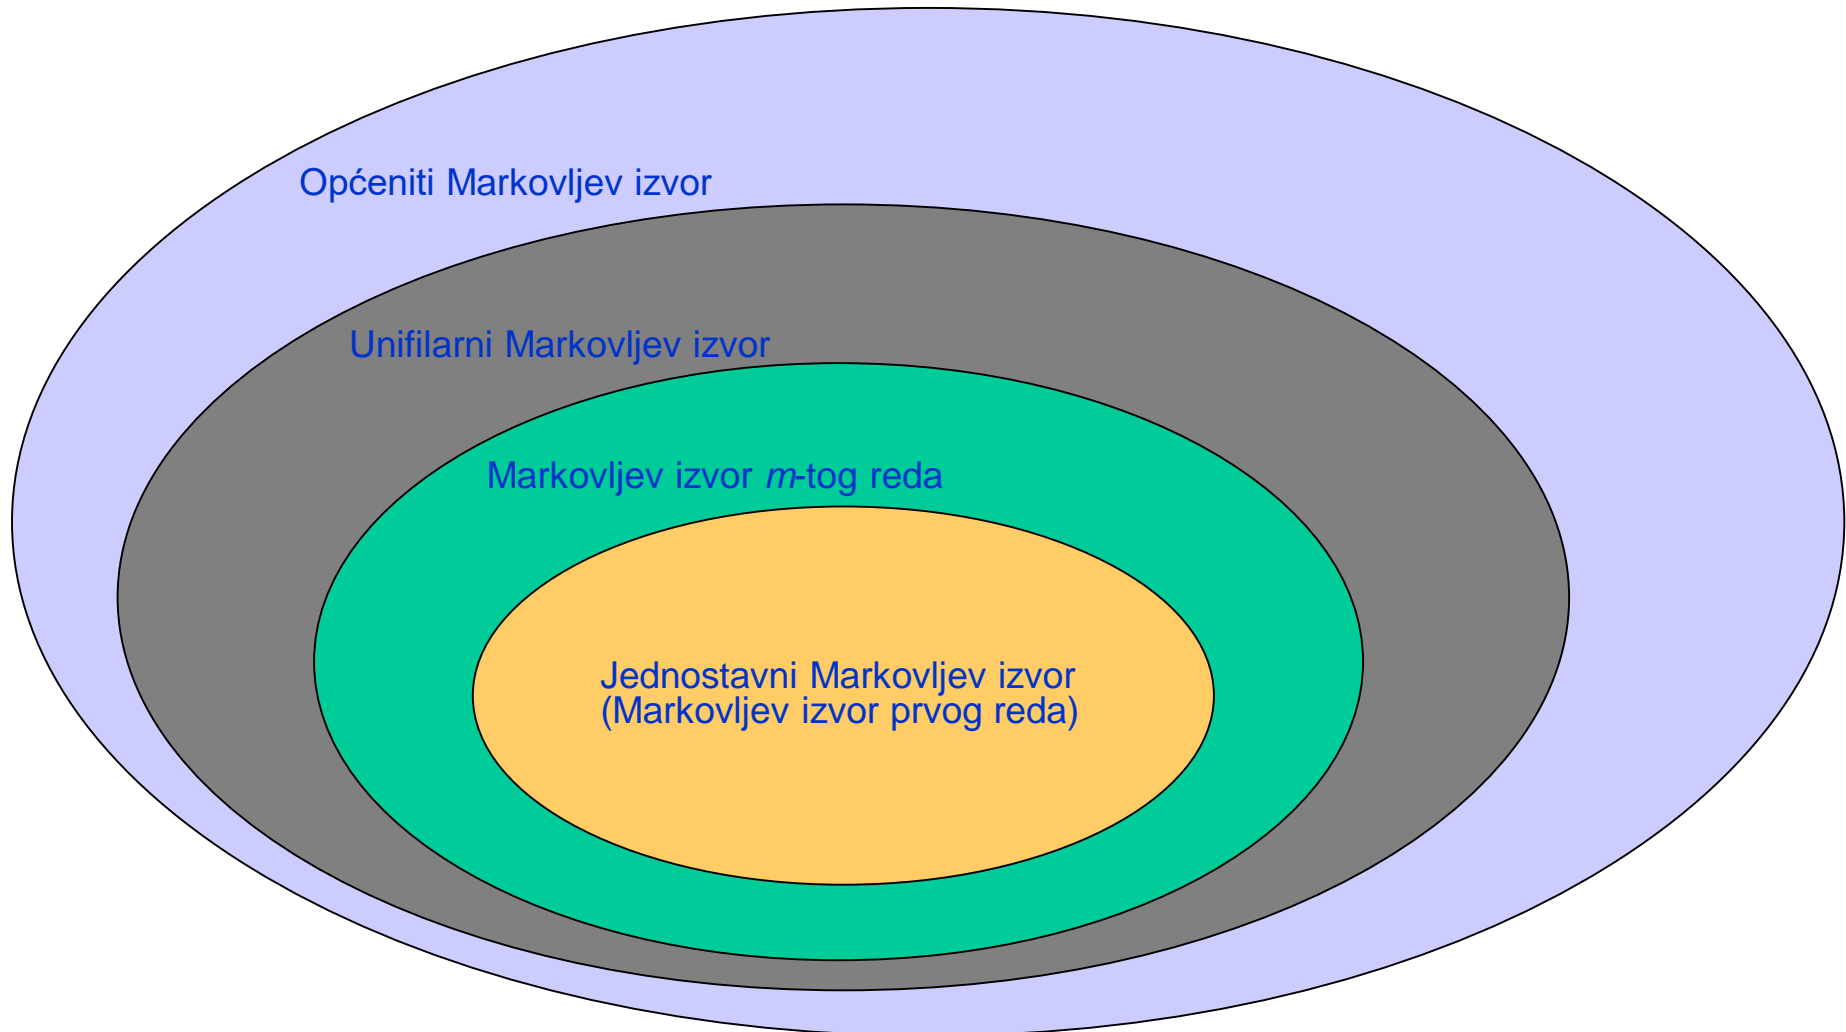 Općeniti Markovljev izvor
Unifilarni Markovljev izvor
Markovljev izvor m-tog reda
Jednostavni Markovljev izvor
(Markovljev izvor prvog reda)